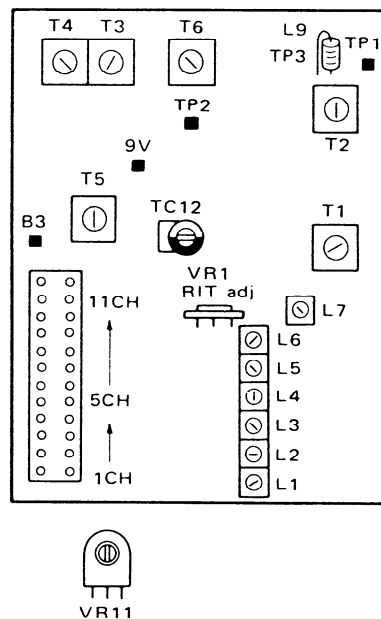 T4 T3 T6 L9
TP3 TP1
TP2
T2
9V
T5
TC12
T1
B3
VR1
RIT adj
11CH
L7
L6
L5
5CH
L4
L3
L2
1CH
L1
VR11